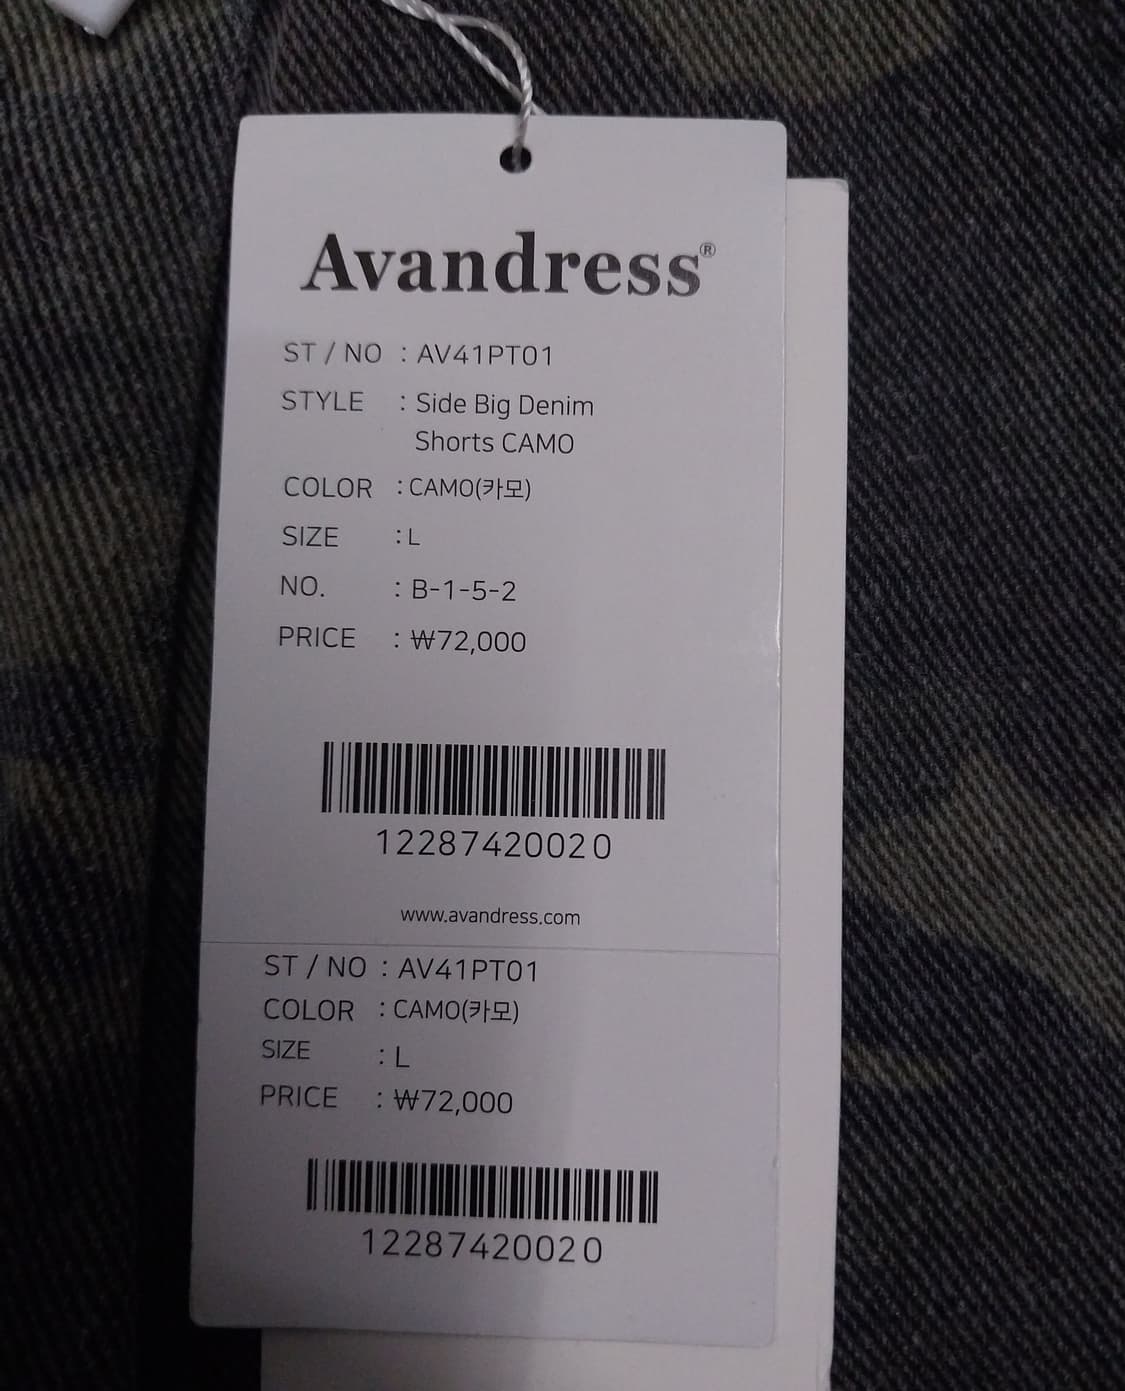 Avandress®
ST / NO : AV41PT01
STYLE : Side Big Denim
Shorts CAMO
COLOR : CAMO(카모)
SIZE : L
NO. : B-1-5-2
PRICE : ₩72,000
12287420020
www.avandress.com
ST / NO : AV41PT01
COLOR : CAMO(카모)
SIZE : L
PRICE : ₩72,000
12287420020